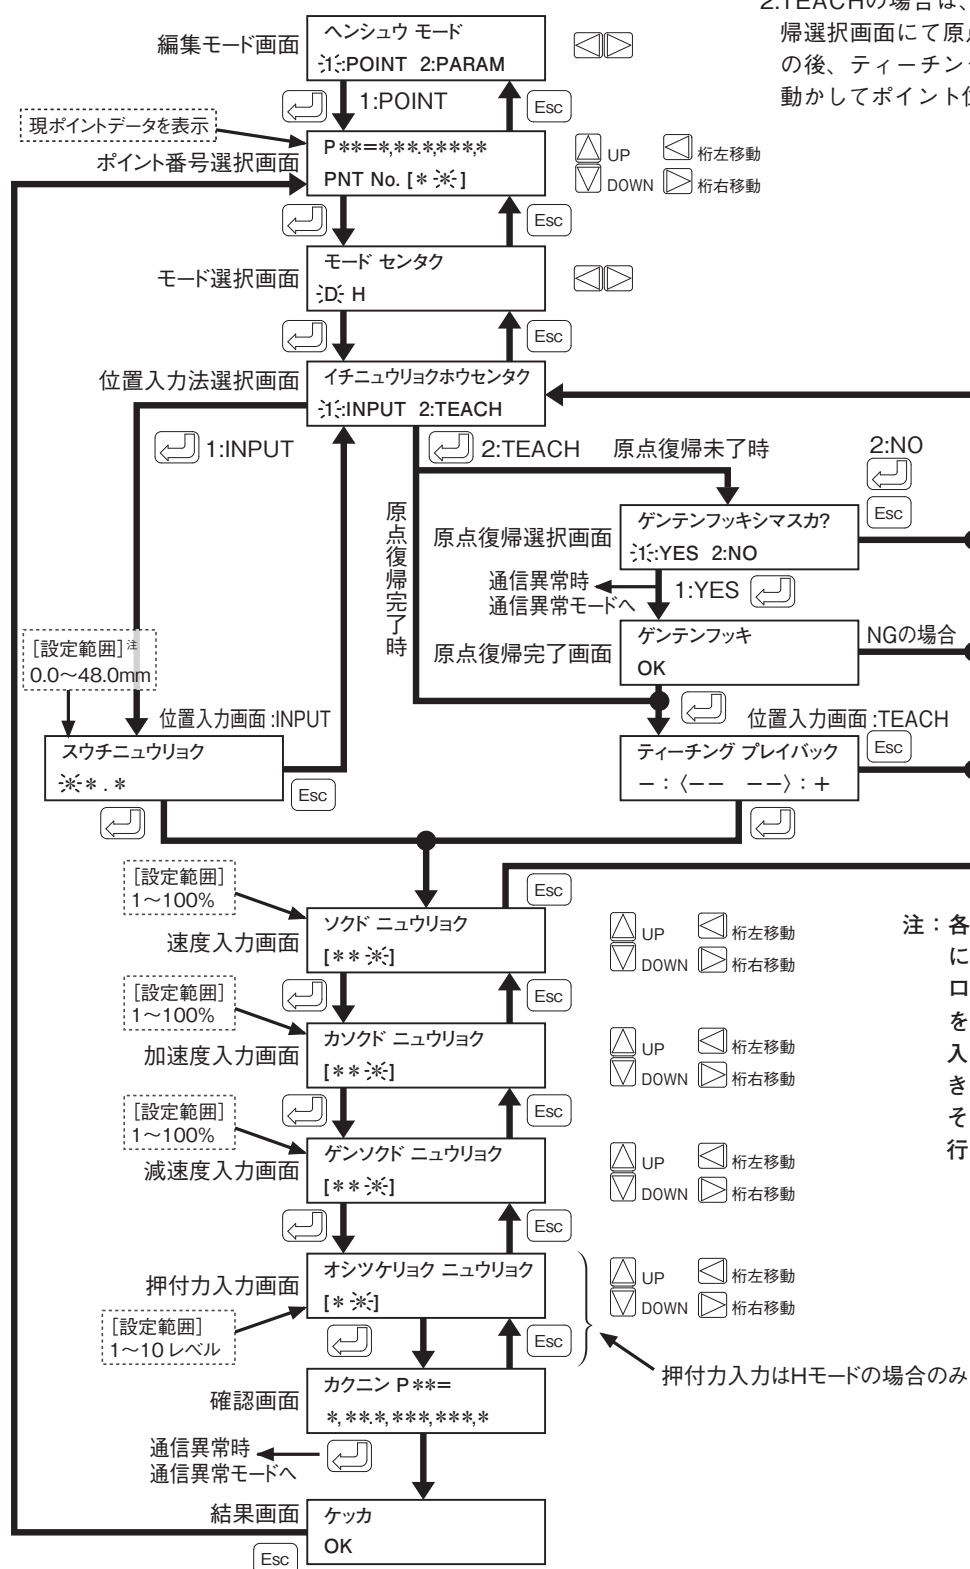 2.TEACHの場合は、
帰選択画面にて原点
の後、ティーチング
動かしてポイント位
編集モード画面
ヘンシュウ モード
1:POINT 2:PARAM
1:POINT
Esc
現ポイントデータを表示
ポイント番号選択画面
P**=*,**.*,***,*
PNT No. [**]
UP 桁左移動
DOWN 桁右移動
Esc
モード選択画面
モード センタク
D H
Esc
位置入力法選択画面
イチニュウリョクホウセンタク
1:INPUT 2:TEACH
1:INPUT
2:TEACH
原点復帰未了時
2:NO
Esc
原点復帰完了時
原点復帰選択画面
ゲンテンフッキシマスカ?
1:YES 2:NO
通信異常時
通信異常モードへ
1:YES
原点復帰完了画面
ゲンテンフッキ
OK
NGの場合
[設定範囲]注
0.0〜48.0mm
位置入力画面:INPUT
スウチニュウリョク
**.*
Esc
位置入力画面:TEACH
ティーチング プレイバック
−:〈−− −−〉:+
Esc
Esc
[設定範囲]
1〜100%
速度入力画面
ソクド ニュウリョク
[***]
UP 桁左移動
DOWN 桁右移動
Esc
[設定範囲]
1〜100%
加速度入力画面
カソクド ニュウリョク
[***]
UP 桁左移動
DOWN 桁右移動
Esc
[設定範囲]
1〜100%
減速度入力画面
ゲンソクド ニュウリョク
[***]
UP 桁左移動
DOWN 桁右移動
Esc
押付力入力画面
オシツケリョク ニュウリョク
[**]
UP 桁左移動
DOWN 桁右移動
[設定範囲]
1〜10レベル
Esc
押付力入力はHモードの場合のみ
確認画面
カクニン P**=
*,**.*,***,***,*
通信異常時
通信異常モードへ
結果画面
ケッカ
OK
Esc
注：各
に
ロ
を
入
き
そ
行